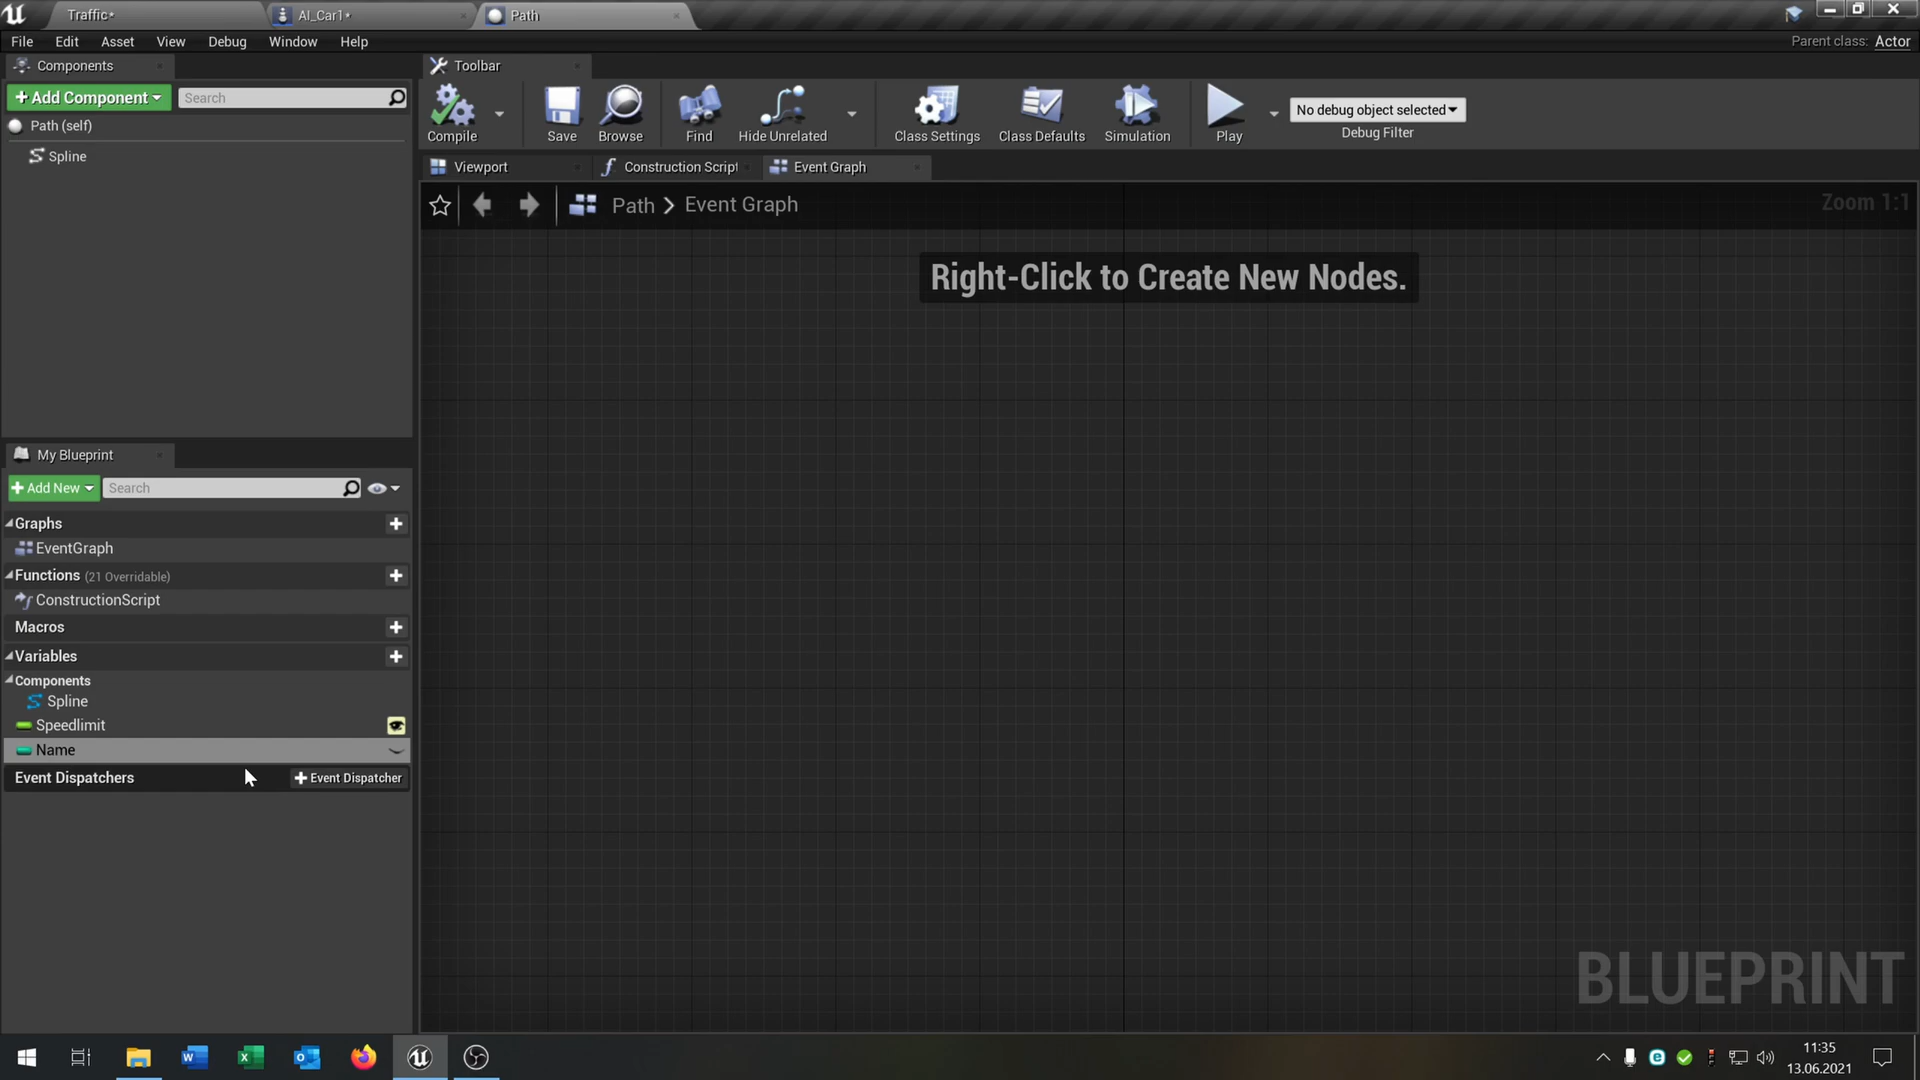 Traffic*
AI_Car1*
Path
File Edit Asset View Debug Window Help
Parent class: Actor
Components
Toolbar
+ Add Component
Search
Path (self)
Spline
Compile
Save
Browse
Find
Hide Unrelated
Class Settings
Class Defaults
Simulation
Play
No debug object selected
Debug Filter
Viewport
Construction Script
Event Graph
Path > Event Graph
Zoom 1:1
Right-Click to Create New Nodes.
My Blueprint
+ Add New
Search
Graphs
EventGraph
Functions (21 Overridable)
ConstructionScript
Macros
Variables
Components
Spline
Speedlimit
Name
Event Dispatchers
+ Event Dispatcher
BLUEPRINT
11:35
13.06.2021